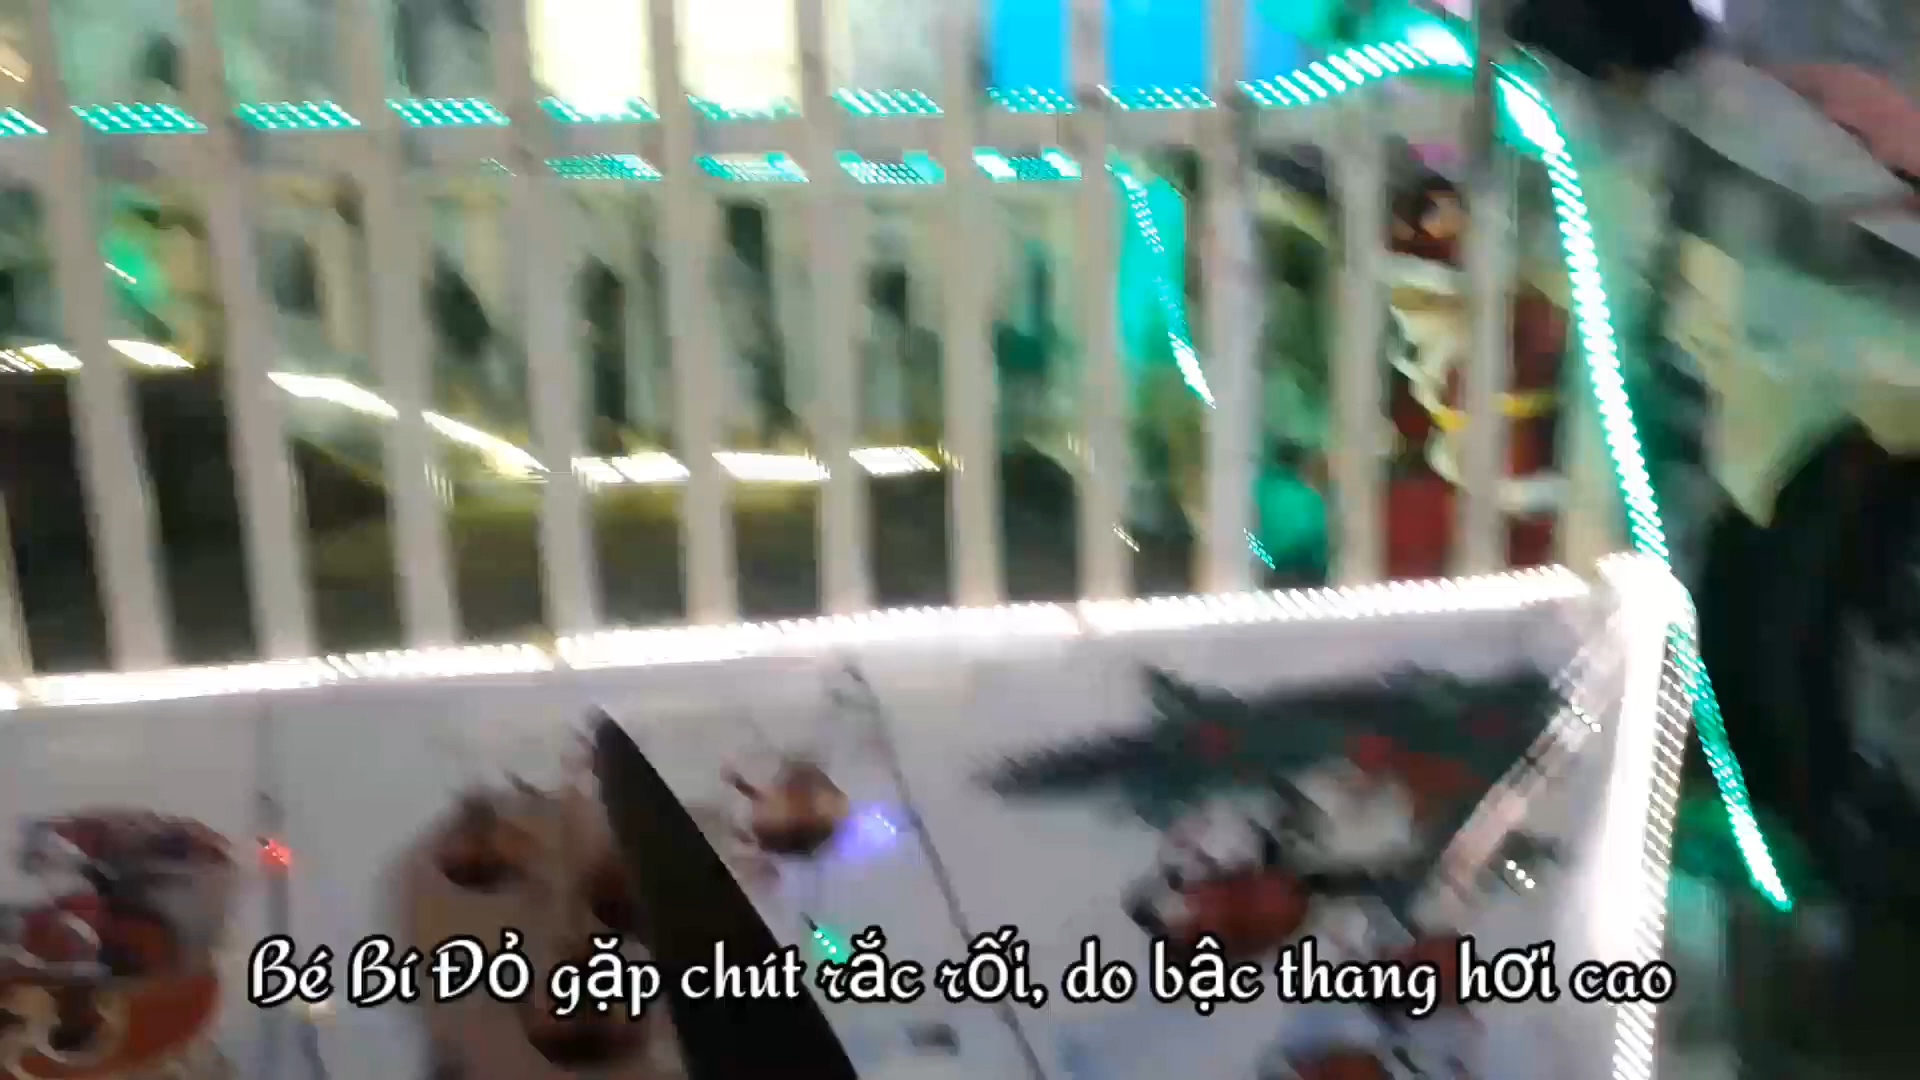 Bé Bí Đỏ gặp chút rắc rối, do bậc thang hơi cao